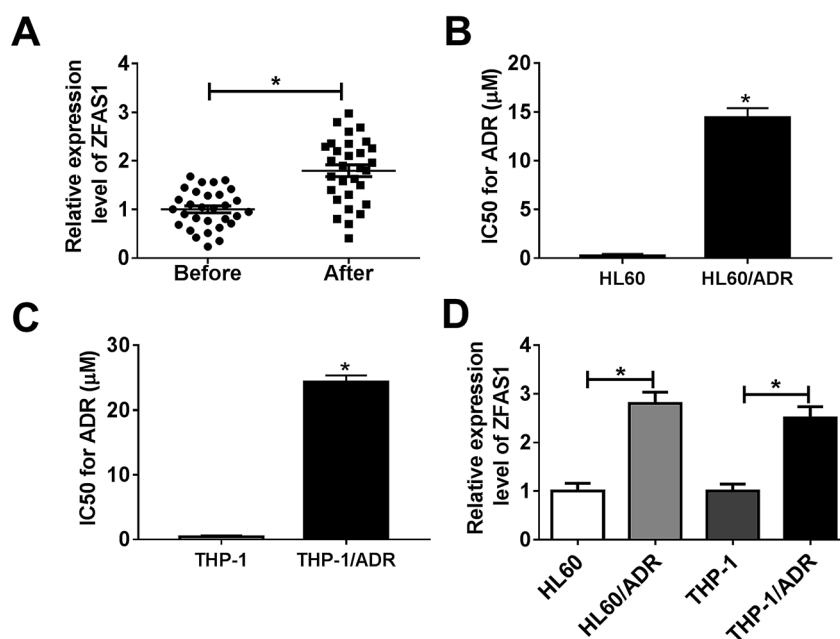 A
Relative expression
level of ZFAS1
4
3
2
1
0
*
Before
After
B
IC50 for ADR (μM)
20
15
10
5
0
*
HL60
HL60/ADR
C
IC50 for ADR (μM)
30
20
10
0
*
THP-1
THP-1/ADR
D
Relative expression
level of ZFAS1
4
3
2
1
0
*
*
HL60
HL60/ADR
THP-1
THP-1/ADR